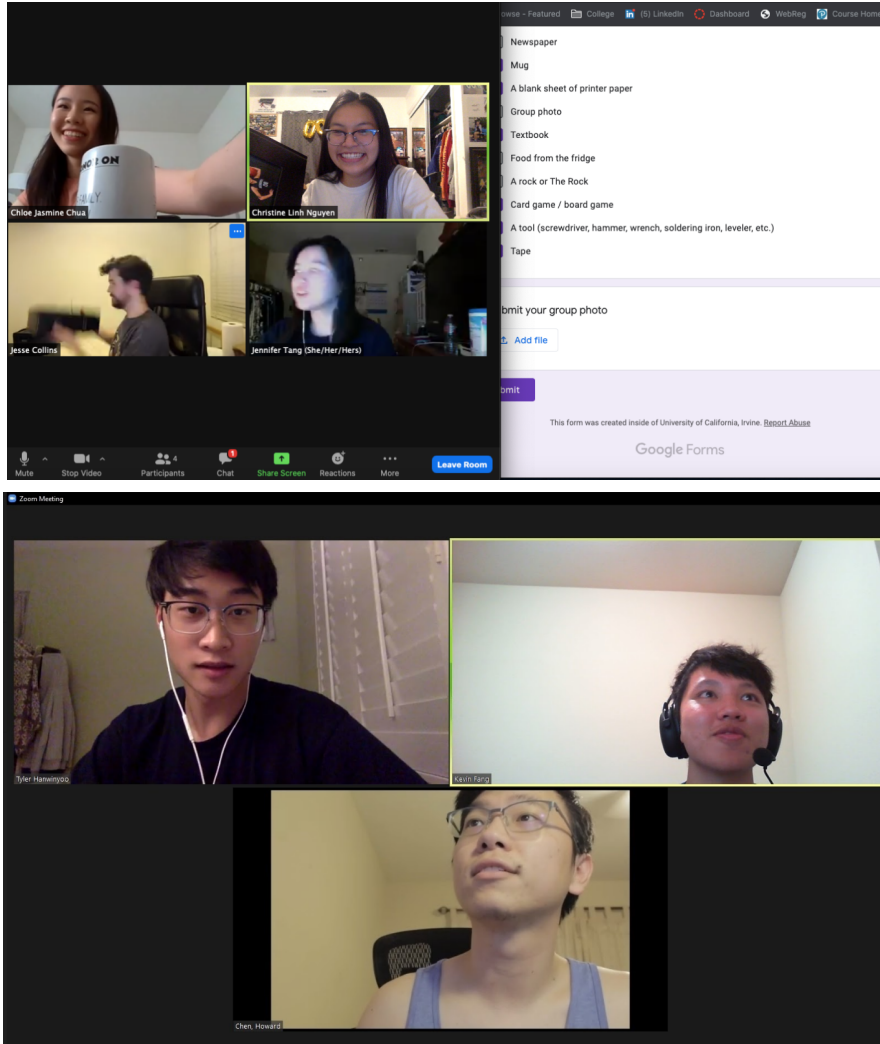 owse - Featured College (5) LinkedIn Dashboard WebReg Course Home
Newspaper
Mug
A blank sheet of printer paper
Group photo
Textbook
Food from the fridge
A rock or The Rock
Card game / board game
A tool (screwdriver, hammer, wrench, soldering iron, leveler, etc.)
Tape
bmit your group photo
Add file
bmit
This form was created inside of University of California, Irvine. Report Abuse
Google Forms
Chloe Jasmine Chua
Christine Linh Nguyen
Jesse Collins
Jennifer Tang (She/Her/Hers)
Mute Stop Video Participants 4 Chat 1 Share Screen Reactions More Leave Room
Zoom Meeting
Tyler Hanwinyoo
Kevin Fang
Chen, Howard